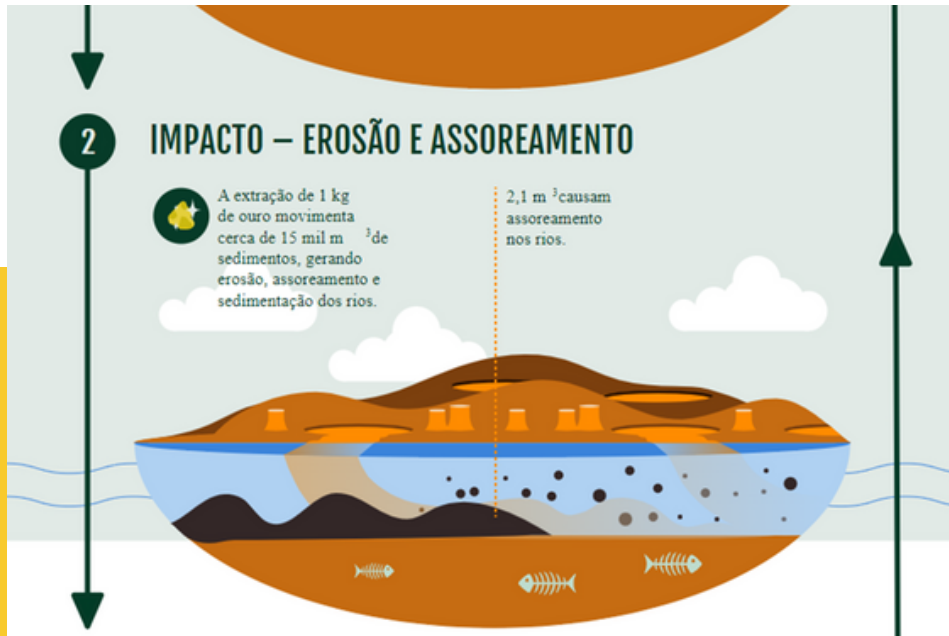 2
IMPACTO – EROSÃO E ASSOREAMENTO
A extração de 1 kg
de ouro movimenta
cerca de 15 mil m ³de
sedimentos, gerando
erosão, assoreamento e
sedimentação dos rios.
2,1 m ³causam
assoreamento
nos rios.